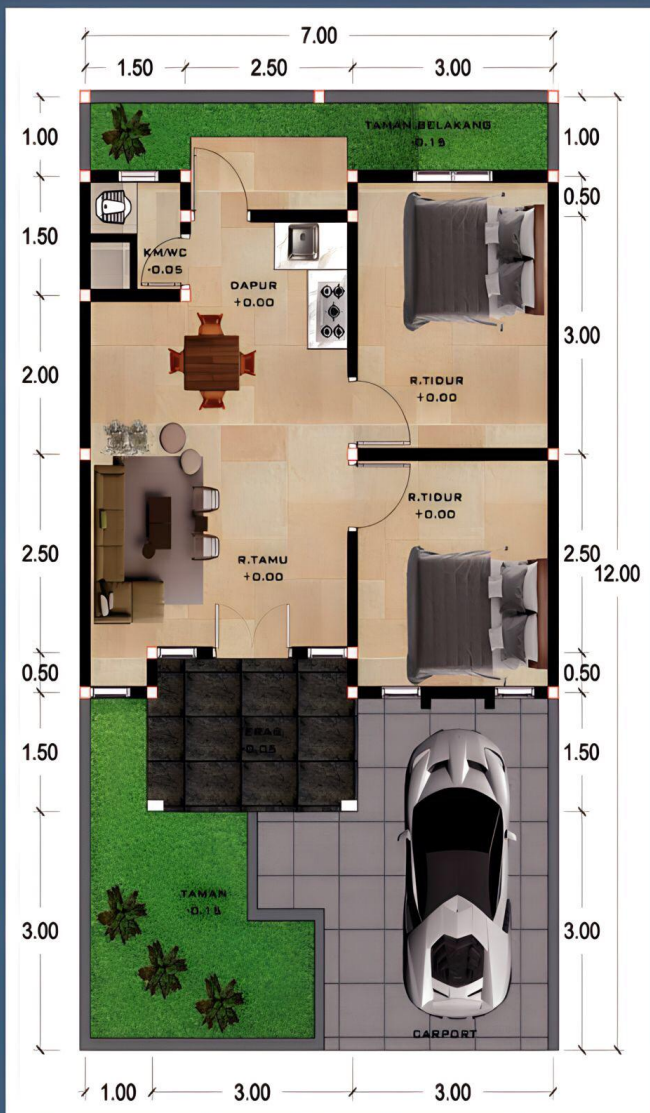 7.00
1.50 2.50 3.00
1.00 1.00
TAMAN BELAKANG
-0.15
0.50
1.50
KM/WC
-0.05
DAPUR
+0.00
3.00
2.00
R.TIDUR
+0.00
R.TIDUR
+0.00
2.50 2.50
R.TAMU
+0.00
12.00
0.50 0.50
1.50 1.50
TERAS
-0.05
TAMAN
-0.15
3.00 3.00
CARPORT
1.00 3.00 3.00